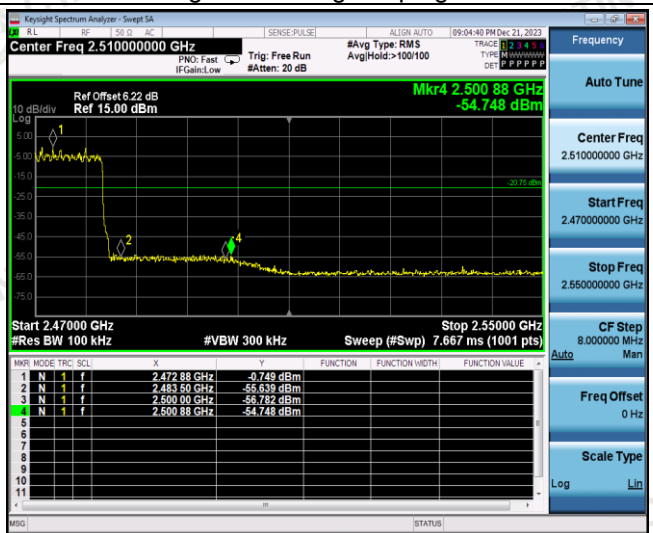 Keysight Spectrum Analyzer - Swept SA
RL RF 50 Ω AC SENSE:PULSE ALIGN AUTO 09:04:40 PM Dec 21, 2023
Center Freq 2.510000000 GHz
PNO: Fast
IFGain:Low
Trig: Free Run
#Atten: 20 dB
#Avg Type: RMS
Avg|Hold:>100/100
TRACE 1 2 3 4 5 6
TYPE M WWWWW
DET P P P P P P
Mkr4 2.500 88 GHz
-54.748 dBm
Ref Offset 6.22 dB
10 dB/div Ref 15.00 dBm
Log
5.00
-5.00
-15.0
-25.0
-35.0
-45.0
-55.0
-65.0
-75.0
1
2
4
-20.75 dBm
Start 2.47000 GHz Stop 2.55000 GHz
#Res BW 100 kHz #VBW 300 kHz Sweep (#Swp) 7.667 ms (1001 pts)
MKR MODE TRC SCL X Y FUNCTION FUNCTION WIDTH FUNCTION VALUE
1 N 1 f 2.472 88 GHz -0.749 dBm
2 N 1 f 2.483 50 GHz -55.639 dBm
3 N 1 f 2.500 00 GHz -56.782 dBm
4 N 1 f 2.500 88 GHz -54.748 dBm
5
6
7
8
9
10
11
MSG STATUS
Frequency
Auto Tune
Center Freq
2.510000000 GHz
Start Freq
2.470000000 GHz
Stop Freq
2.550000000 GHz
CF Step
8.000000 MHz
Auto Man
Freq Offset
0 Hz
Scale Type
Log Lin